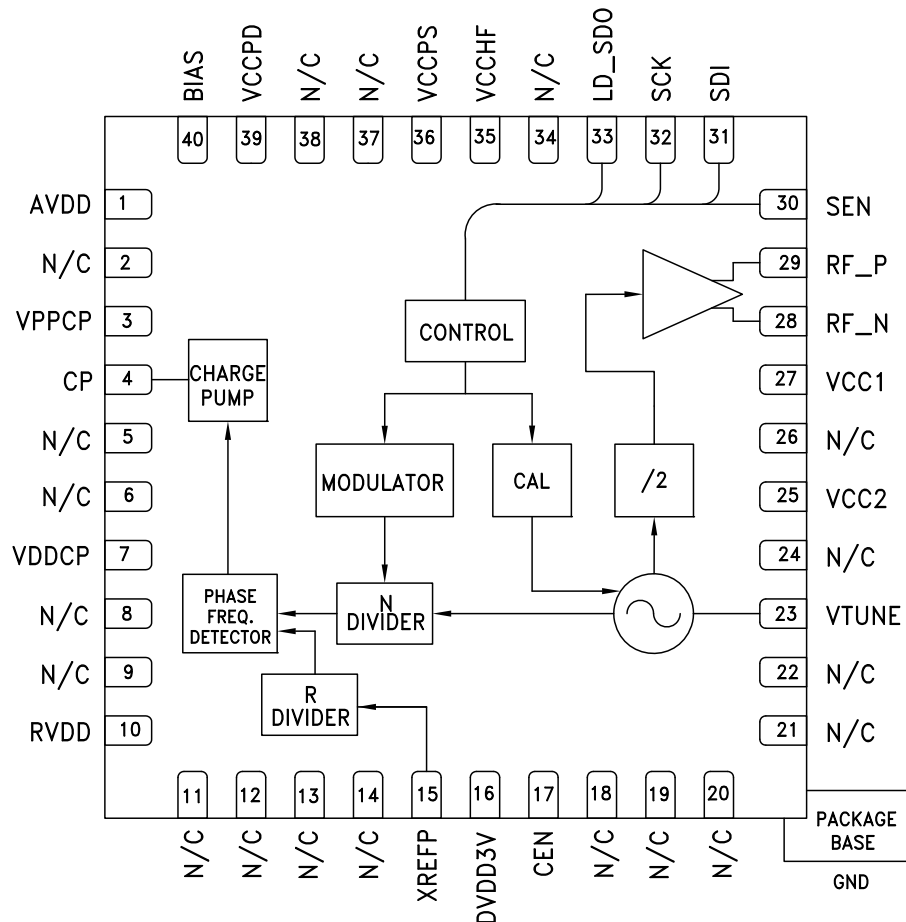 BIAS
VCCPD
N/C
N/C
VCCPS
VCCHF
N/C
LD_SDO
SCK
SDI
40
39
38
37
36
35
34
33
32
31
AVDD 1
N/C 2
VPPCP 3
CP 4
N/C 5
N/C 6
VDDCP 7
N/C 8
N/C 9
RVDD 10
30 SEN
29 RF_P
28 RF_N
27 VCC1
26 N/C
25 VCC2
24 N/C
23 VTUNE
22 N/C
21 N/C
CONTROL
CHARGE
PUMP
MODULATOR
CAL
/2
PHASE
FREQ.
DETECTOR
N
DIVIDER
R
DIVIDER
11
12
13
14
15
16
17
18
19
20
N/C
N/C
N/C
N/C
XREFP
DVDD3V
CEN
N/C
N/C
N/C
PACKAGE
BASE
GND